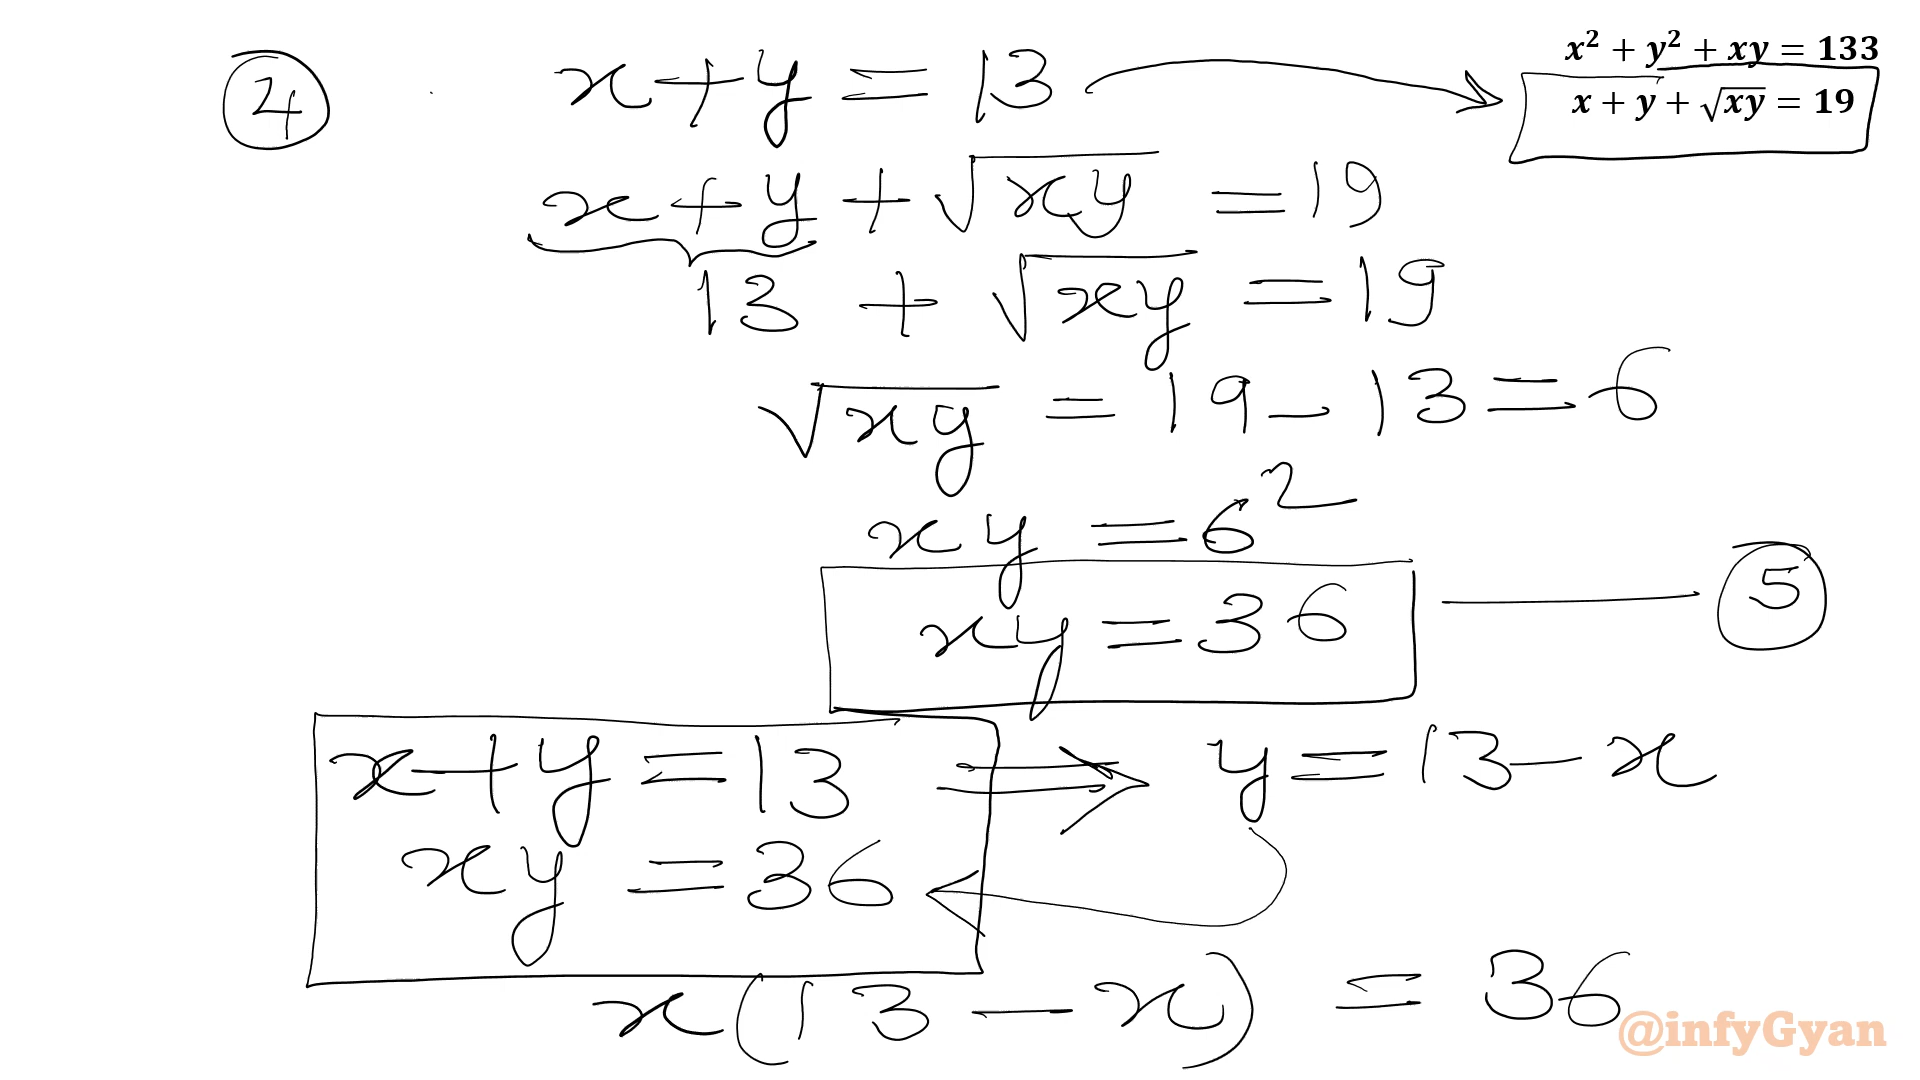 x² + y² + xy = 133
x + y + √xy = 19
④ x + y = 13
x + y + √xy = 19
13 + √xy = 19
√xy = 19 - 13 = 6
xy = 6²
xy = 36 — ⑤
x + y = 13 ⇒ y = 13 - x
xy = 36
x(13 - x) = 36
@infyGyan